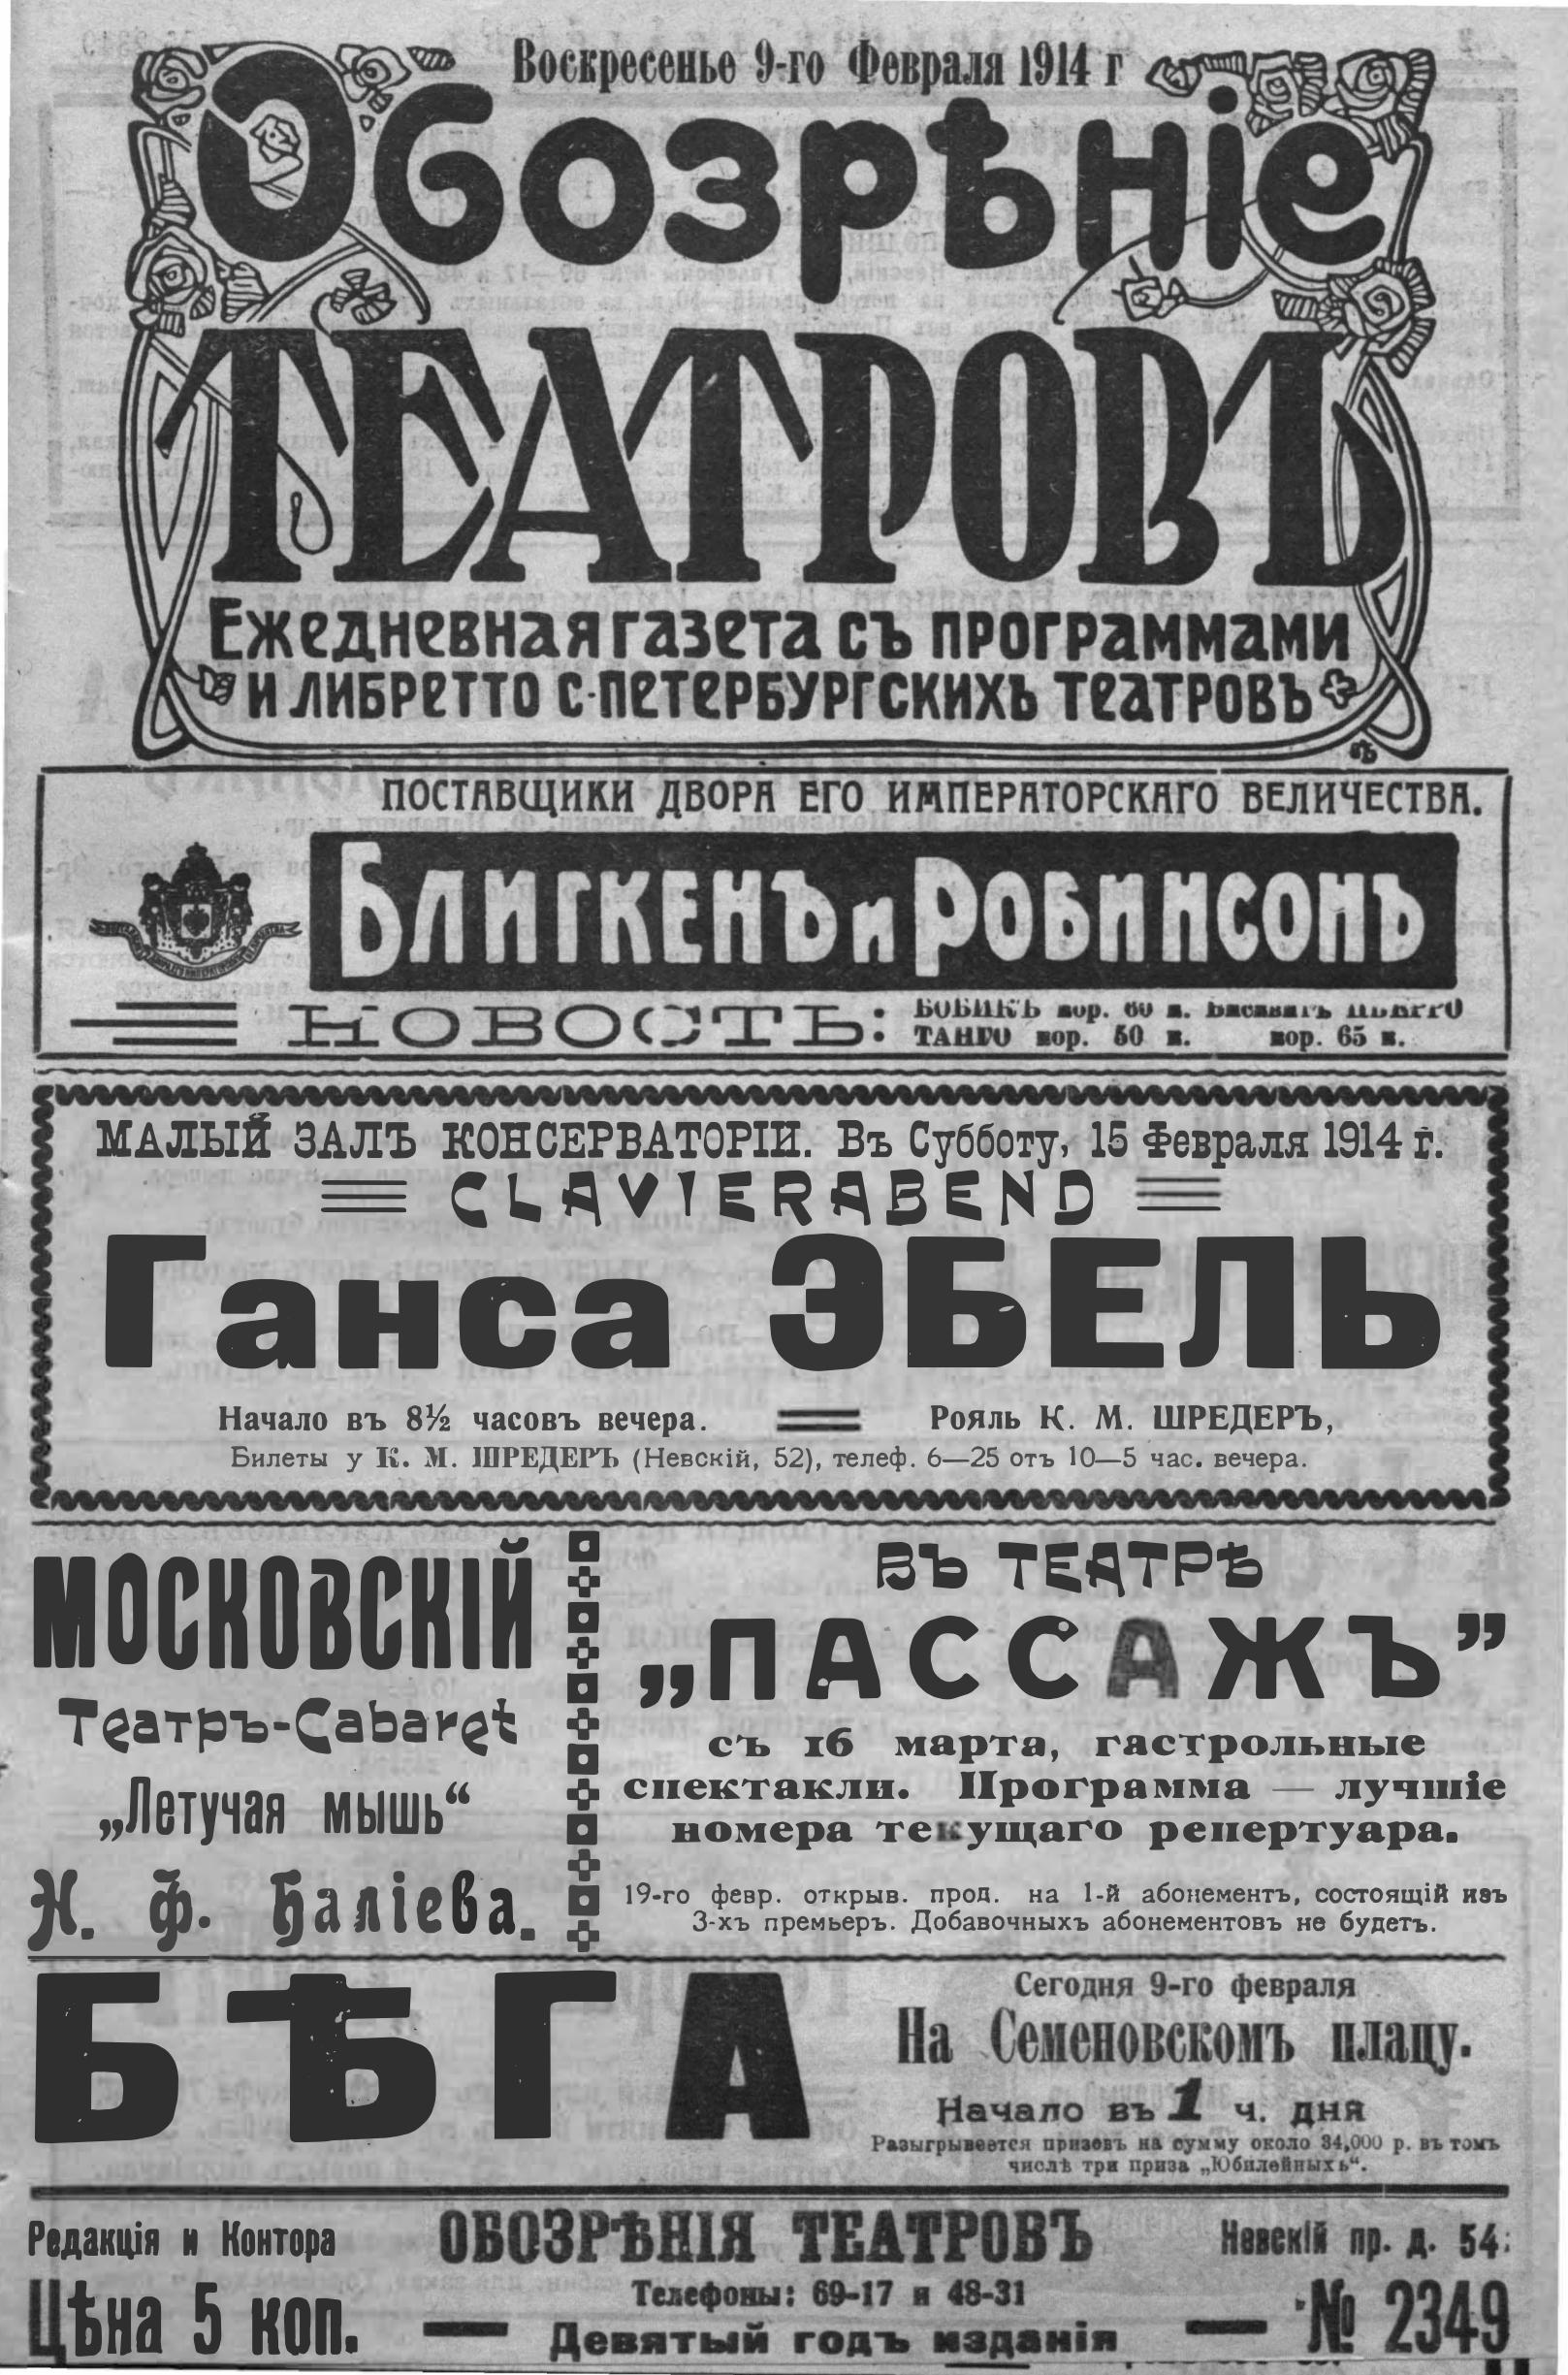 Воскресенье 9-го Февраля 1914 г
Обозрѣніе
ТЕАТРОВЪ
Ежедневная газета съ программами
и либретто С-Петербургскихъ театровъ
ПОСТАВЩИКИ ДВОРА ЕГО ИМПЕРАТОРСКАГО ВЕЛИЧЕСТВА.
БЛИГКЕНЪ и РОБИНСОНЪ
НОВОСТЬ:
БОБИКЪ кор. 60 к.
ТАНГО кор. 50 к. кор. 65 к.
МАЛЫЙ ЗАЛЪ КОНСЕРВАТОРІИ. Въ Субботу, 15 Февраля 1914 г.
CLAVIERABEND
Ганса ЭБЕЛЬ
Начало въ 8½ часовъ вечера. Рояль К. М. ШРЕДЕРЪ,
Билеты у К. М. ШРЕДЕРЪ (Невскій, 52), телеф. 6—25 отъ 10—5 час. вечера.
МОСКОВСКІЙ
Театръ-Cabaret
„Летучая мышь“
Н. Ф. Баліева.
ВЪ ТЕАТРѢ
„ПАССАЖЪ”
съ 16 марта, гастрольные
спектакли. Программа — лучшіе
номера текущаго репертуара.
19-го февр. открыв. прод. на 1-й абонементъ, состоящій изъ
3-хъ премьеръ. Добавочныхъ абонементовъ не будетъ.
БѢГА
Сегодня 9-го февраля
На Семеновскомъ плацу.
Начало въ 1 ч. дня
Разыгрывеется призовъ на сумму около 34,000 р. въ томъ
числѣ три приза „Юбилейныхъ“.
Редакція и Контора ОБОЗРѢНІЯ ТЕАТРОВЪ Невскій пр. д. 54.
Цѣна 5 коп.
Телефоны: 69-17 и 48-31
— Девятый годъ изданія —
№ 2349